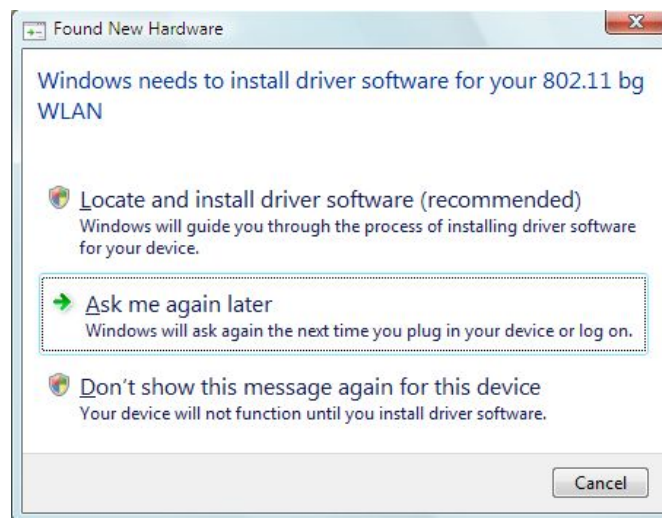 Found New Hardware
Windows needs to install driver software for your 802.11 bg
WLAN
Locate and install driver software (recommended)
Windows will guide you through the process of installing driver software
for your device.
Ask me again later
Windows will ask again the next time you plug in your device or log on.
Don't show this message again for this device
Your device will not function until you install driver software.
Cancel